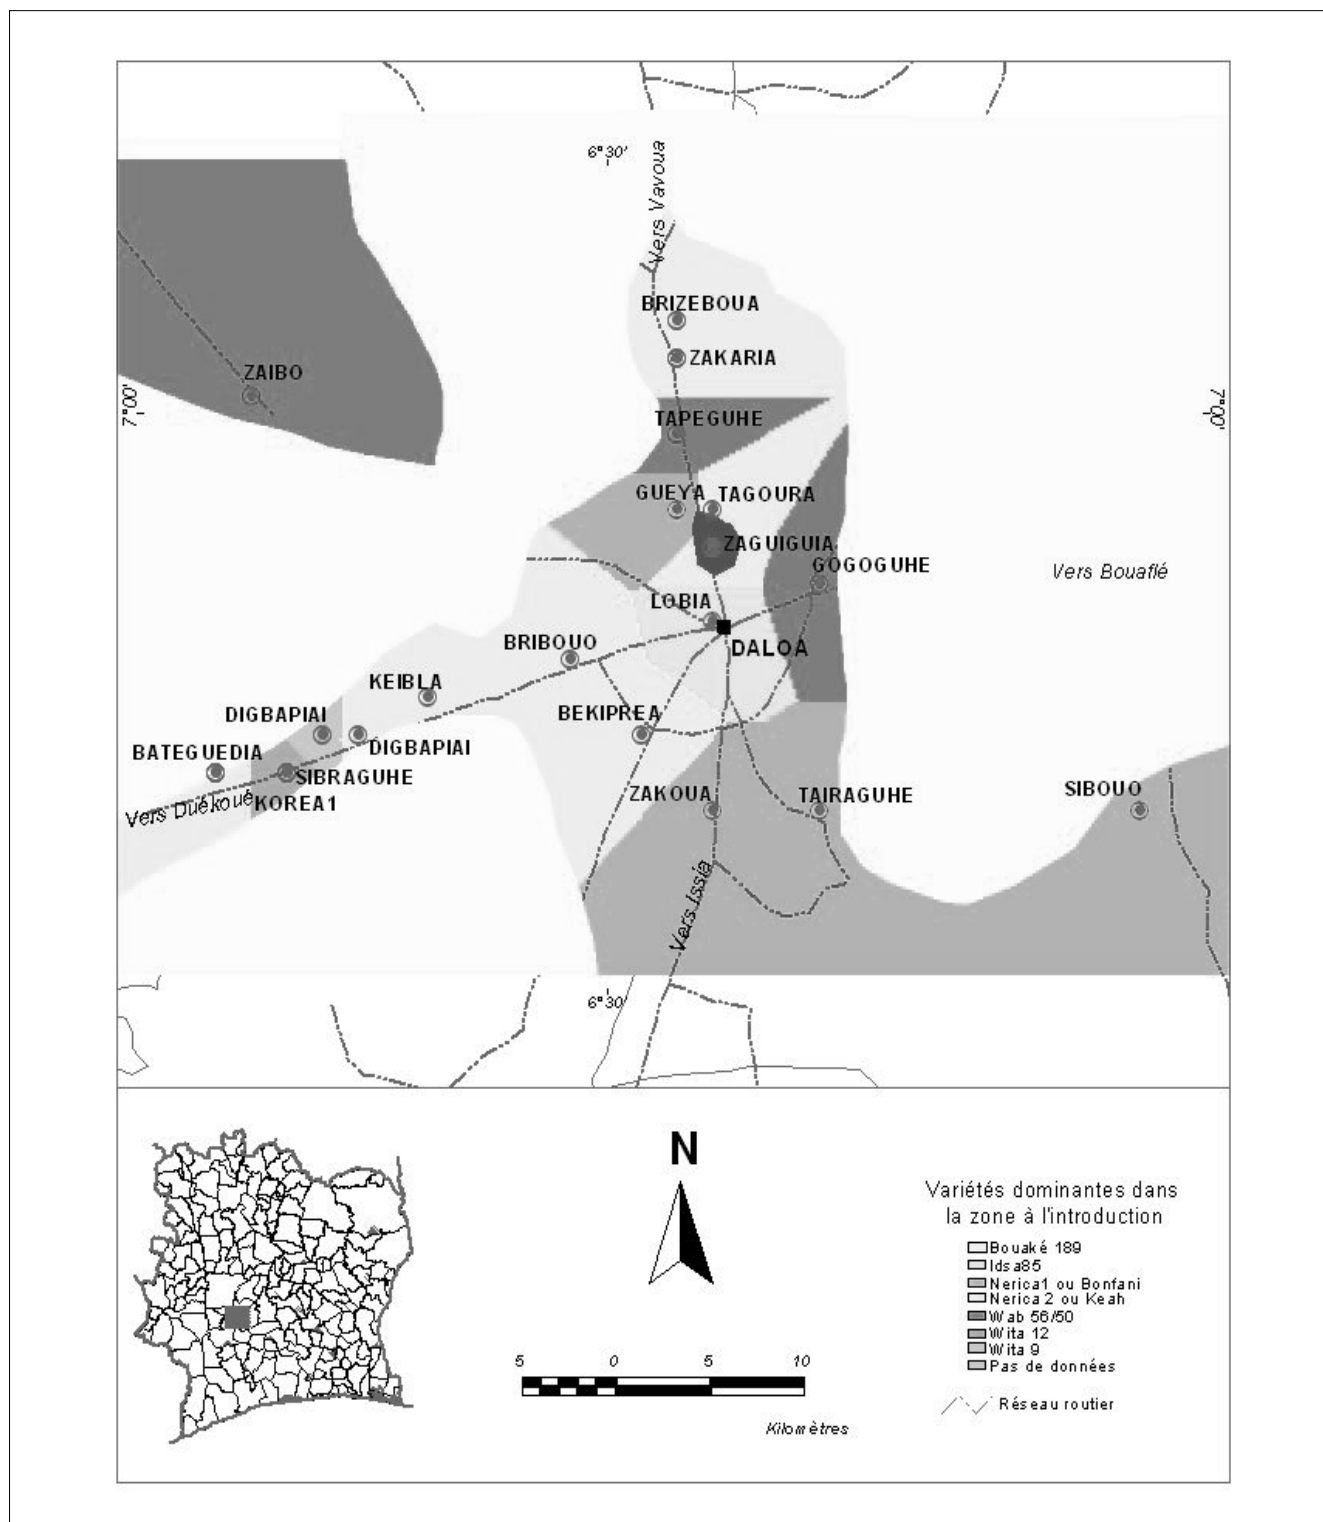 6°30'
Vers Vavoua
BRIZEBOUA
ZAKARIA
ZAIBO
7°00'
7°00'
TAPEGUHE
GUEYA
TAGOURA
ZAGUIGUIA
GOGOGUHE
Vers Bouaflé
LOBIA
BRIBOUO
DALOA
KEIBLA
DIGBAPIAI
BEKIPREA
DIGBAPIAI
BATEGUEDIA
SIBRAGUHE
ZAKOUA
TAIRAGUHE
SIBOUO
KOREA1
Vers Duékoué
Vers Issia
6°30'
N
Variétés dominantes dans
la zone à l'introduction
Bouaké 189
Idsa85
Nerica1 ou Bonfani
Nerica2 ou Keah
Wab 56/50
Wita 12
Wita 9
Pas de données
Réseau routier
5 0 5 10
Kilomètres